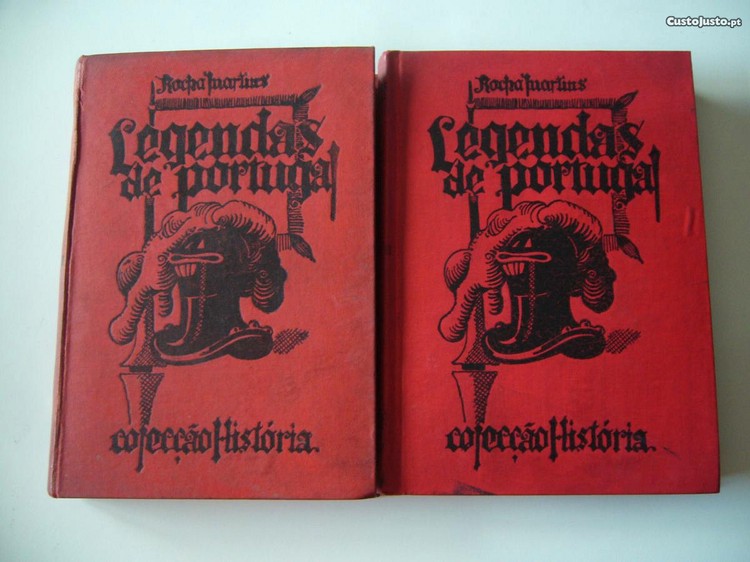 CustoJusto.pt
Rocha Martins
Legendas
de portugal
colecção História.
Rocha Martins
Legendas
de portugal
colecção História.